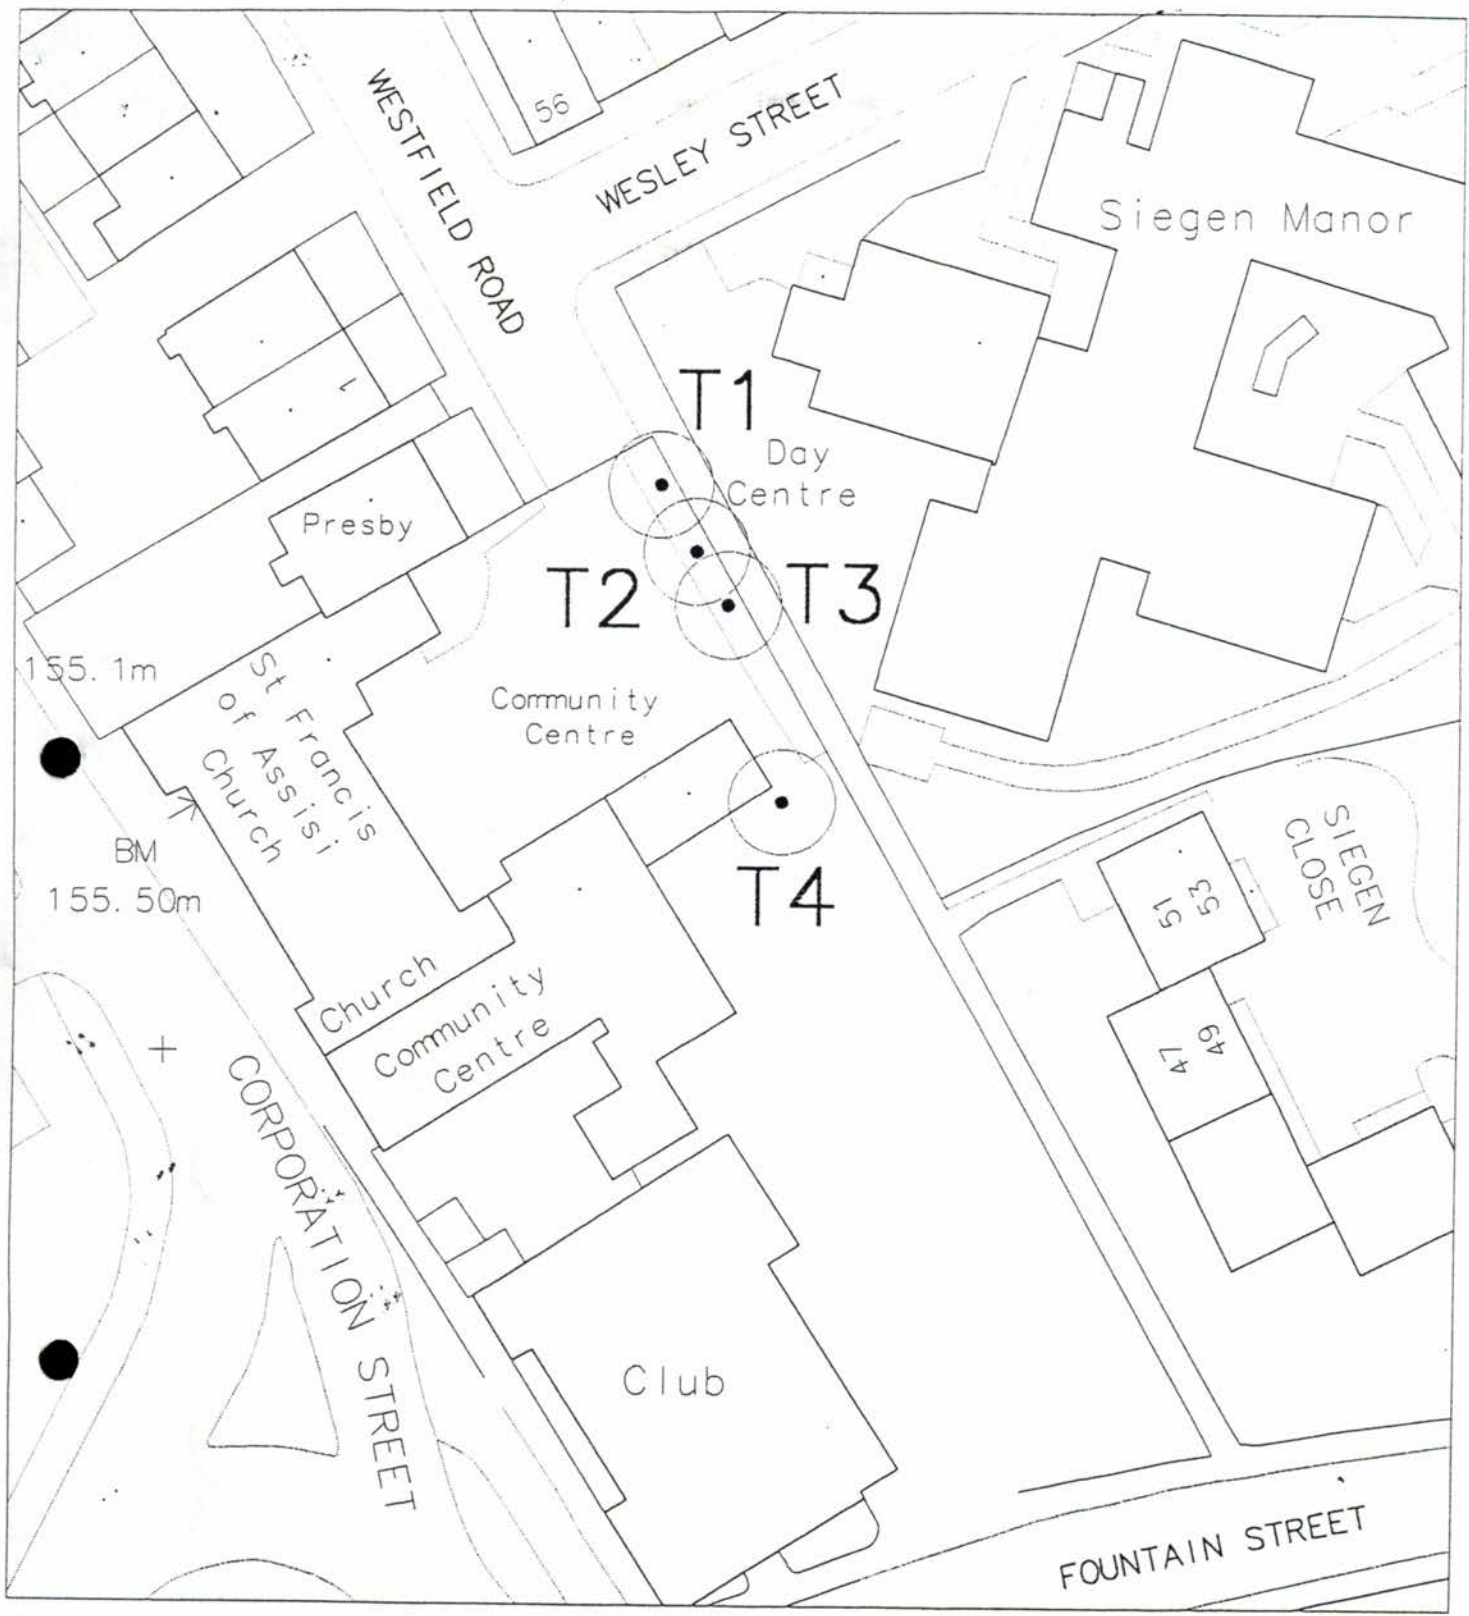 56
WESTFIELD ROAD
WESLEY STREET
Siegen Manor
T1
1
Day
Centre
Presby
T2
T3
155. 1m
St Francis
of Assisi
Church
Community
Centre
BM
155. 50m
T4
SIEGEN
CLOSE
53
51
Church
Community
Centre
49
47
CORPORATION STREET
Club
FOUNTAIN STREET